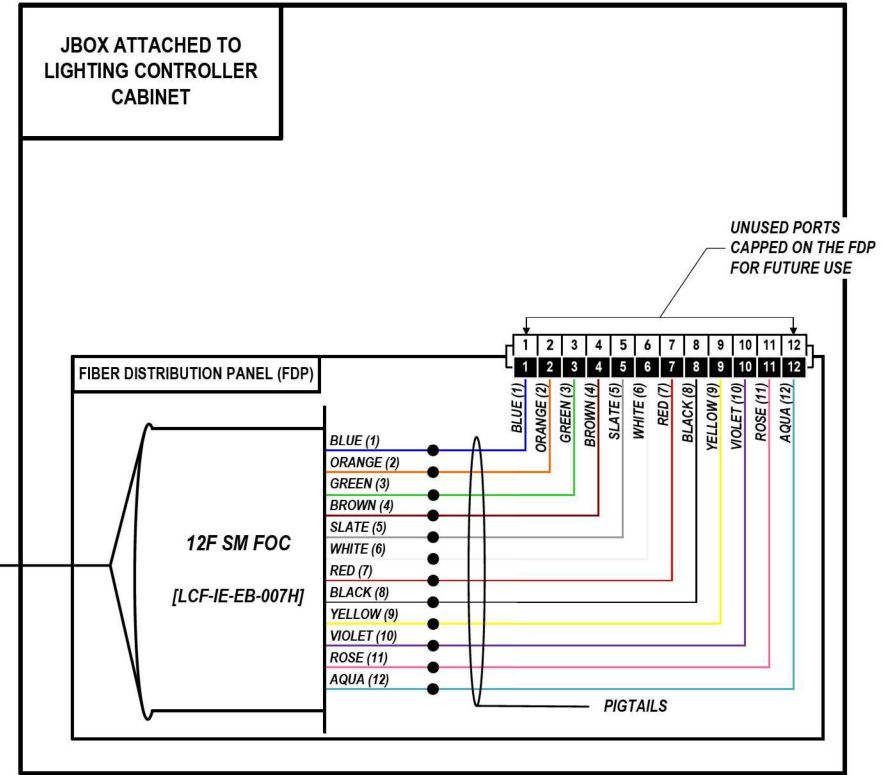 JBOX ATTACHED TO
LIGHTING CONTROLLER
CABINET
UNUSED PORTS
CAPPED ON THE FDP
FOR FUTURE USE
1 2 3 4 5 6 7 8 9 10 11 12
1 2 3 4 5 6 7 8 9 10 11 12
FIBER DISTRIBUTION PANEL (FDP)
BLUE (1)
ORANGE (2)
GREEN (3)
BROWN (4)
SLATE (5)
WHITE (6)
RED (7)
BLACK (8)
YELLOW (9)
VIOLET (10)
ROSE (11)
AQUA (12)
12F SM FOC
[LCF-IE-EB-007H]
BLUE (1)
ORANGE (2)
GREEN (3)
BROWN (4)
SLATE (5)
WHITE (6)
RED (7)
BLACK (8)
YELLOW (9)
VIOLET (10)
ROSE (11)
AQUA (12)
PIGTAILS